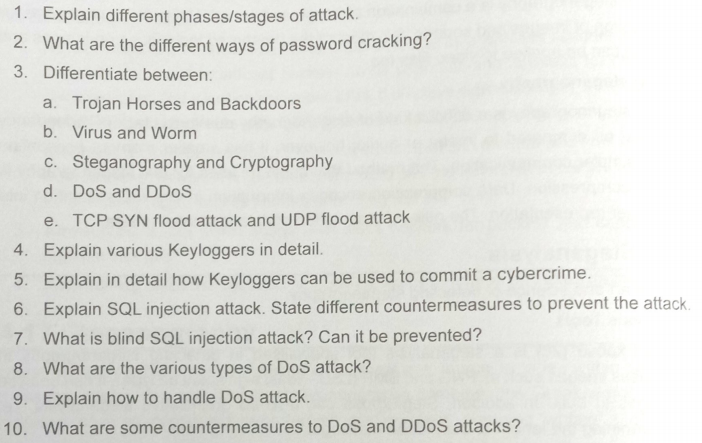 1. Explain different phases/stages of attack.
2. What are the different ways of password cracking?
3. Differentiate between:
a. Trojan Horses and Backdoors
b. Virus and Worm
c. Steganography and Cryptography
d. DoS and DDoS
e. TCP SYN flood attack and UDP flood attack
4. Explain various Keyloggers in detail.
5. Explain in detail how Keyloggers can be used to commit a cybercrime.
6. Explain SQL injection attack. State different countermeasures to prevent the attack.
7. What is blind SQL injection attack? Can it be prevented?
8. What are the various types of DoS attack?
9. Explain how to handle DoS attack.
10. What are some countermeasures to DoS and DDoS attacks?